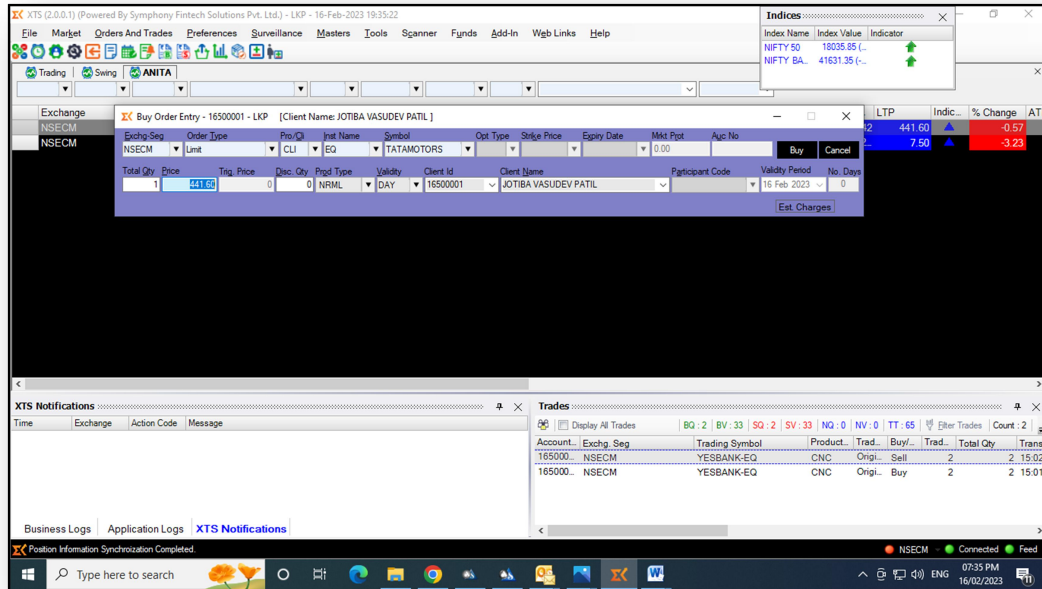 XTS (2.0.0.1) (Powered By Symphony Fintech Solutions Pvt. Ltd.) - LKP - 16-Feb-2023 19:35:22
File Market Orders And Trades Preferences Surveillance Masters Tools Scanner Funds Add-In Web Links Help
Indices
Index Name Index Value Indicator
NIFTY 50 18035.85 (...
NIFTY BA... 41631.35 (-...
Trading Swing ANITA
Exchange LTP Indic... % Change AT
NSECM 441.60 -0.57
NSECM 7.50 -3.23
Buy Order Entry - 16500001 - LKP [Client Name: JOTIBA VASUDEV PATIL ]
Exchg-Seg Order Type Pro/Cli Inst Name Symbol Opt Type Strike Price Expiry Date Mrkt Prot Auc No
NSECM Limit CLI EQ TATAMOTORS 0.00 Buy Cancel
Total Qty Price Trig. Price Disc. Qty Prod Type Validity Client Id Client Name Participant Code Validity Period No. Days
1 441.60 0 0 NRML DAY 16500001 JOTIBA VASUDEV PATIL 16 Feb 2023 0
Est. Charges
XTS Notifications
Time Exchange Action Code Message
Business Logs Application Logs XTS Notifications
Trades
Display All Trades BQ : 2 BV : 33 SQ : 2 SV : 33 NQ : 0 NV : 0 TT : 65 Filter Trades Count : 2
Account... Exchg. Seg Trading Symbol Product... Trad... Buy/... Trad... Total Qty Trans
165000... NSECM YESBANK-EQ CNC Origi... Sell 2 2 15:02
165000... NSECM YESBANK-EQ CNC Origi... Buy 2 2 15:01
Position Information Synchroization Completed.
NSECM - Connected Feed
Type here to search
ENG 07:35 PM
16/02/2023